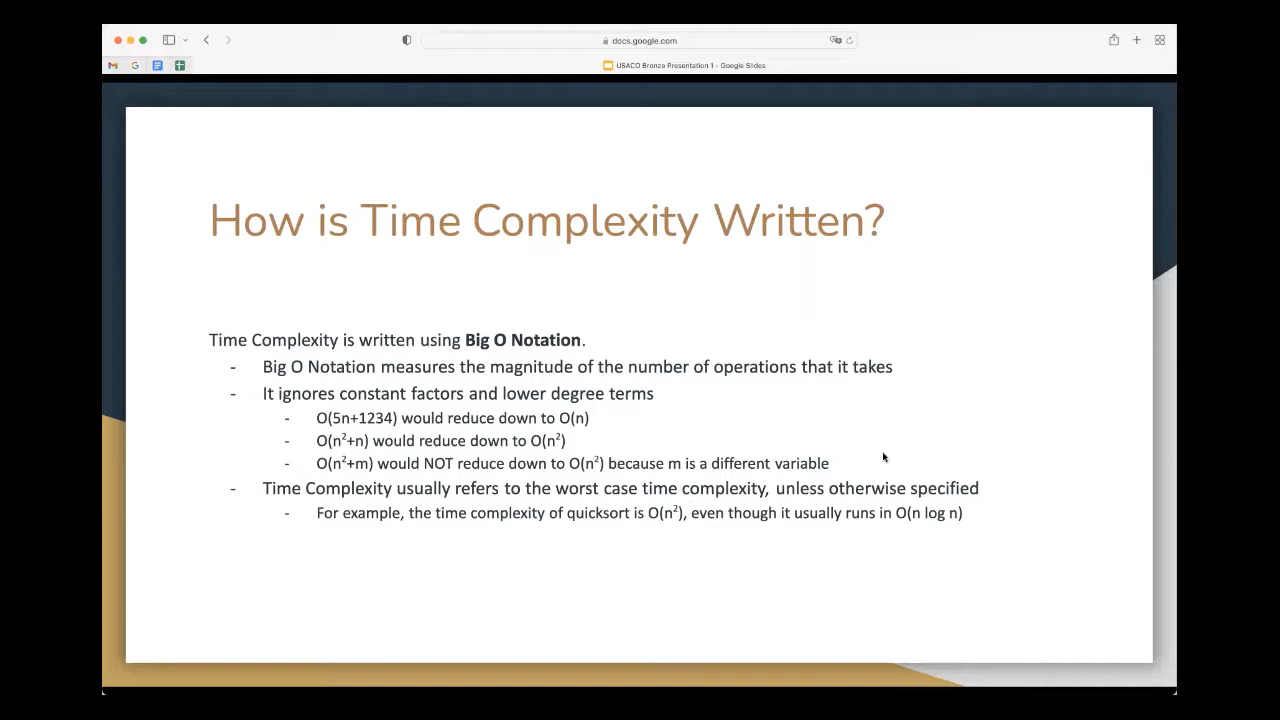 docs.google.com
USACO Bronze Presentation 1 - Google Slides
How is Time Complexity Written?
Time Complexity is written using Big O Notation.
- Big O Notation measures the magnitude of the number of operations that it takes
- It ignores constant factors and lower degree terms
- O(5n+1234) would reduce down to O(n)
- O(n²+n) would reduce down to O(n²)
- O(n²+m) would NOT reduce down to O(n²) because m is a different variable
- Time Complexity usually refers to the worst case time complexity, unless otherwise specified
- For example, the time complexity of quicksort is O(n²), even though it usually runs in O(n log n)